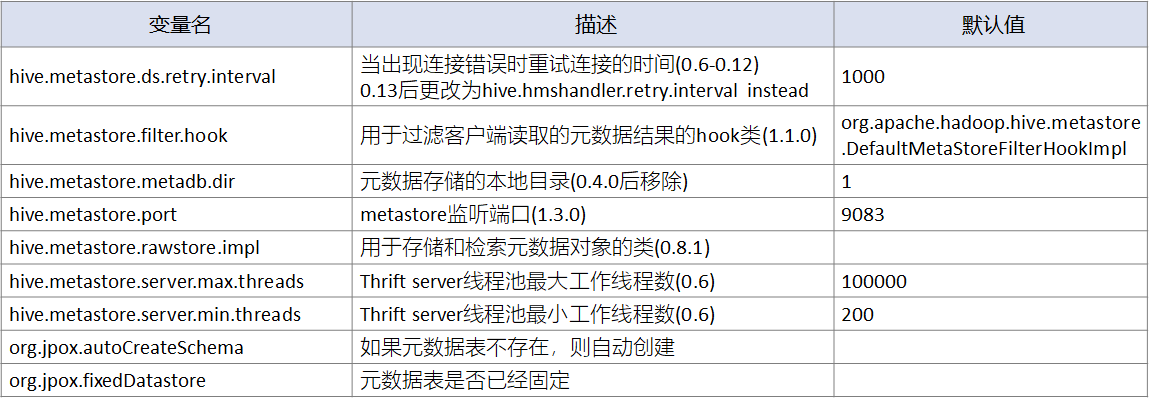 变量名 描述 默认值
hive.metastore.ds.retry.interval 当出现连接错误时重试连接的时间(0.6-0.12) 1000
0.13后更改为hive.hmshandler.retry.interval instead
hive.metastore.filter.hook 用于过滤客户端读取的元数据结果的hook类(1.1.0) org.apache.hadoop.hive.metastore
.DefaultMetaStoreFilterHookImpl
hive.metastore.metadb.dir 元数据存储的本地目录(0.4.0后移除) 1
hive.metastore.port metastore监听端口(1.3.0) 9083
hive.metastore.rawstore.impl 用于存储和检索元数据对象的类(0.8.1)
hive.metastore.server.max.threads Thrift server线程池最大工作线程数(0.6) 100000
hive.metastore.server.min.threads Thrift server线程池最小工作线程数(0.6) 200
org.jpox.autoCreateSchema 如果元数据表不存在，则自动创建
org.jpox.fixedDatastore 元数据表是否已经固定